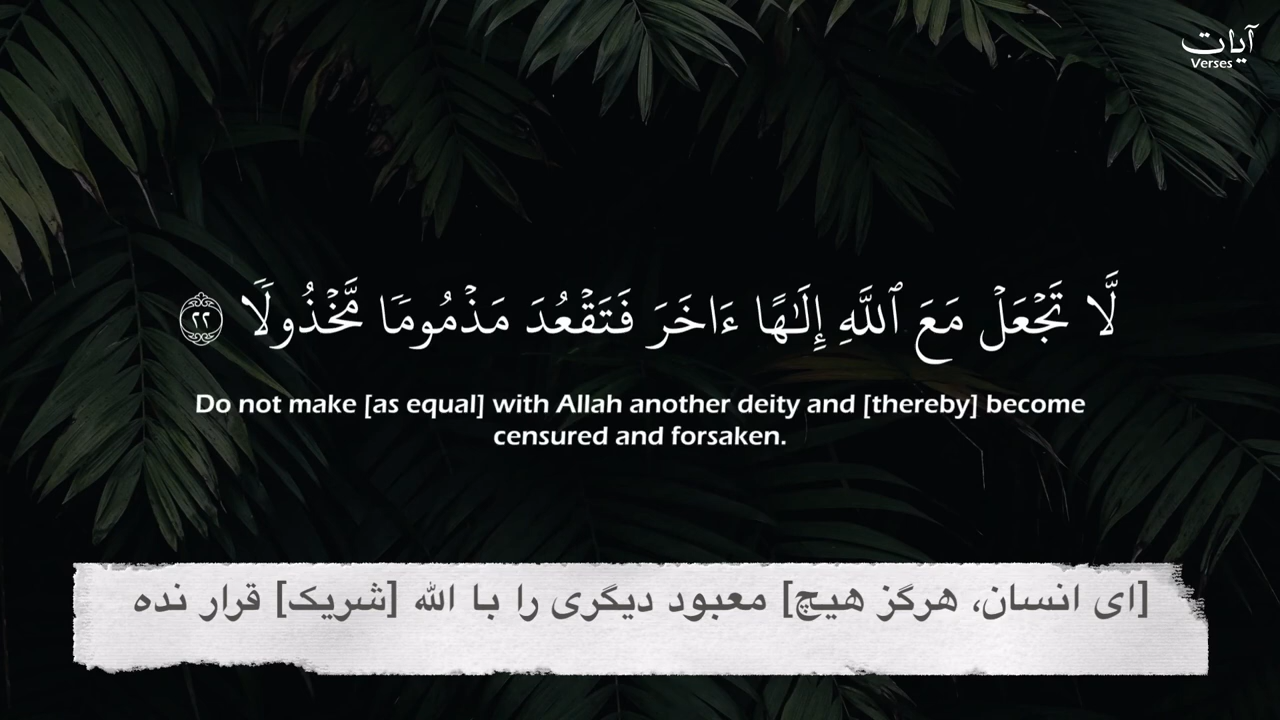 آيات
Verses
لَّا تَجْعَلْ مَعَ ٱللَّهِ إِلَـٰهًا ءَاخَرَ فَتَقْعُدَ مَذْمُومًا مَّخْذُولًا ٢٢
Do not make [as equal] with Allah another deity and [thereby] become
censured and forsaken.
[ای انسان، هرگز هیچ] معبود دیگری را با الله [شریک] قرار نده